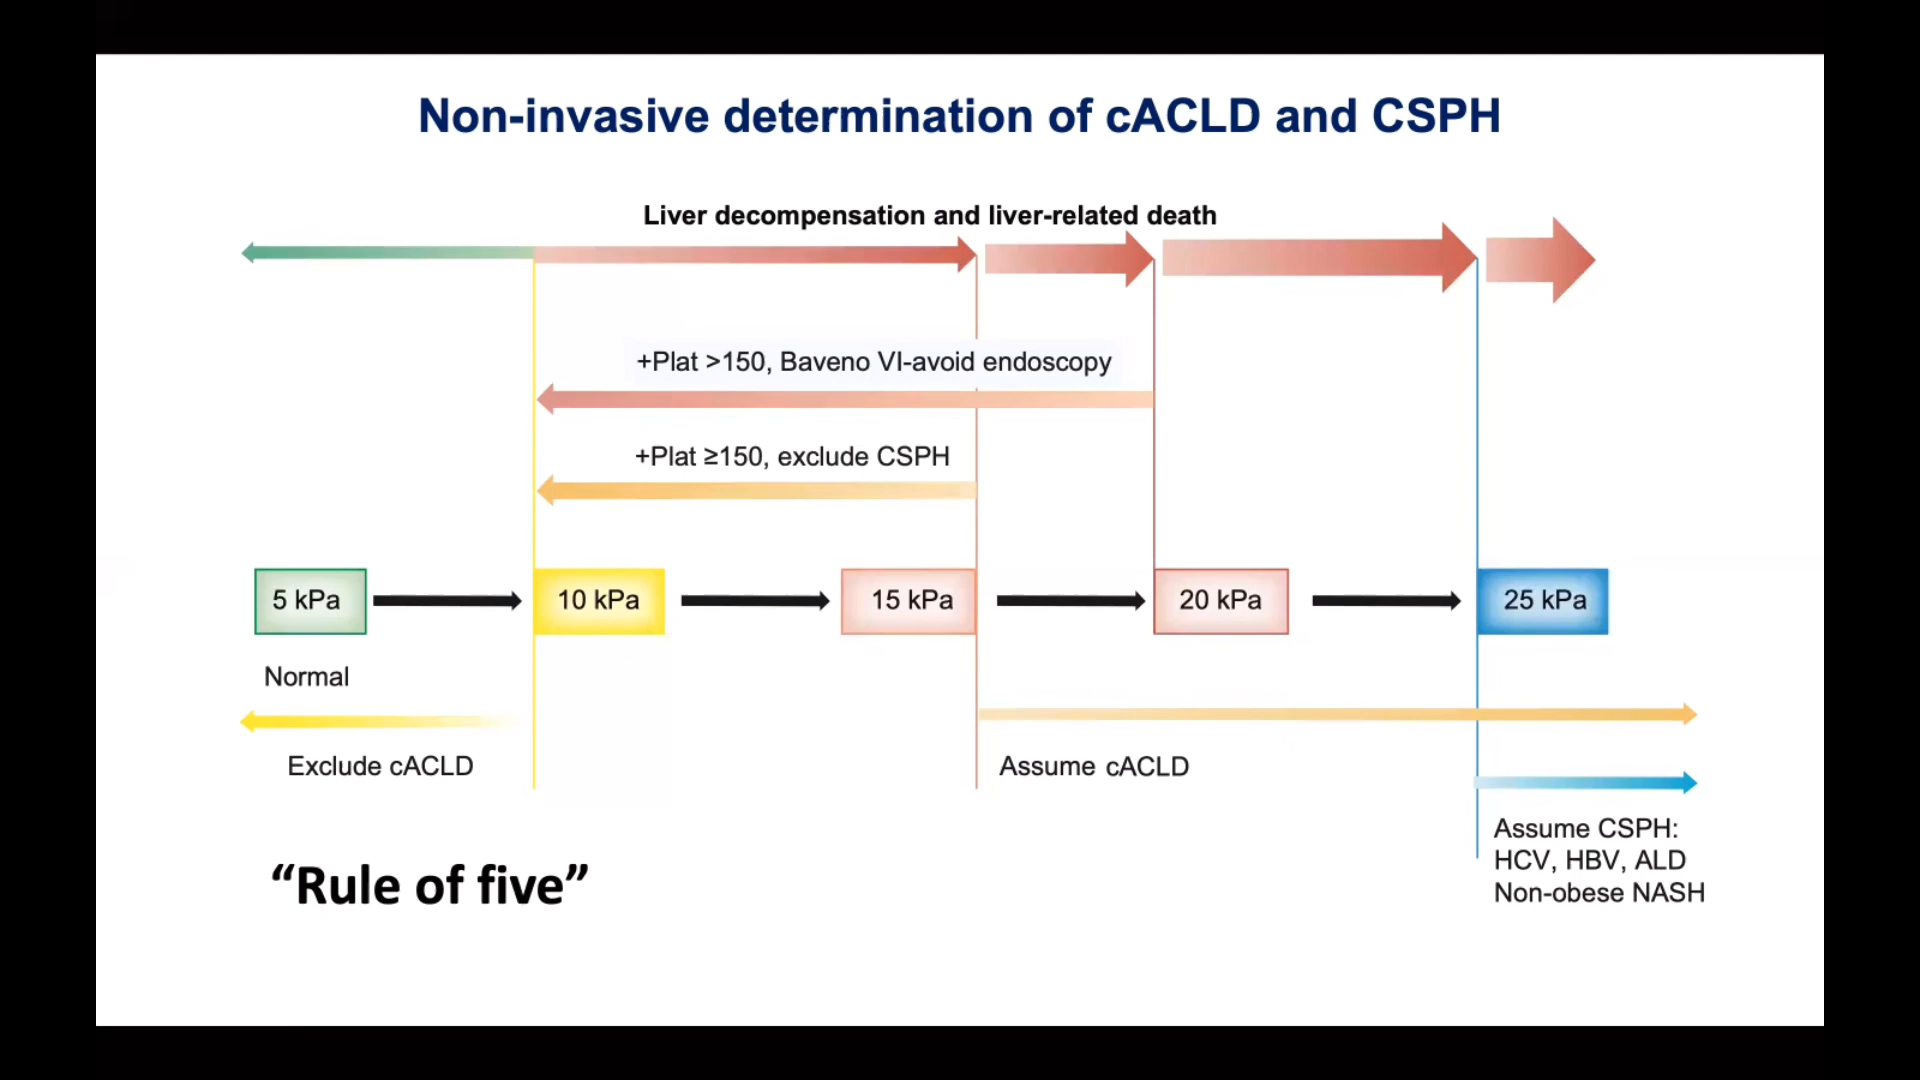 Non-invasive determination of cACLD and CSPH
Liver decompensation and liver-related death
+Plat >150, Baveno VI-avoid endoscopy
+Plat ≥150, exclude CSPH
5 kPa
10 kPa
15 kPa
20 kPa
25 kPa
Normal
Exclude cACLD
Assume cACLD
Assume CSPH:
HCV, HBV, ALD
Non-obese NASH
“Rule of five”